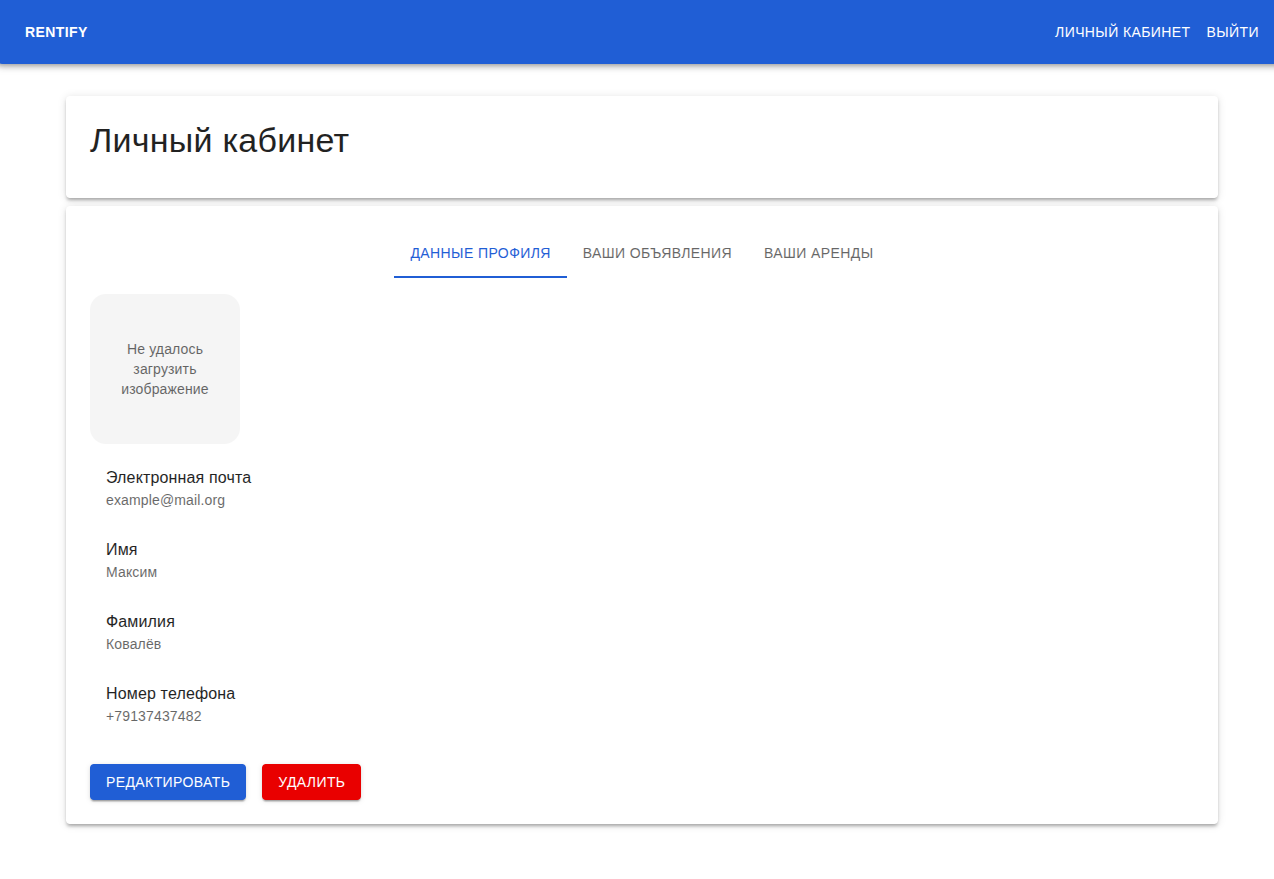 RENTIFY
ЛИЧНЫЙ КАБИНЕТ
ВЫЙТИ
Личный кабинет
ДАННЫЕ ПРОФИЛЯ
ВАШИ ОБЪЯВЛЕНИЯ
ВАШИ АРЕНДЫ
Не удалось
загрузить
изображение
Электронная почта
example@mail.org
Имя
Максим
Фамилия
Ковалёв
Номер телефона
+79137437482
РЕДАКТИРОВАТЬ
УДАЛИТЬ